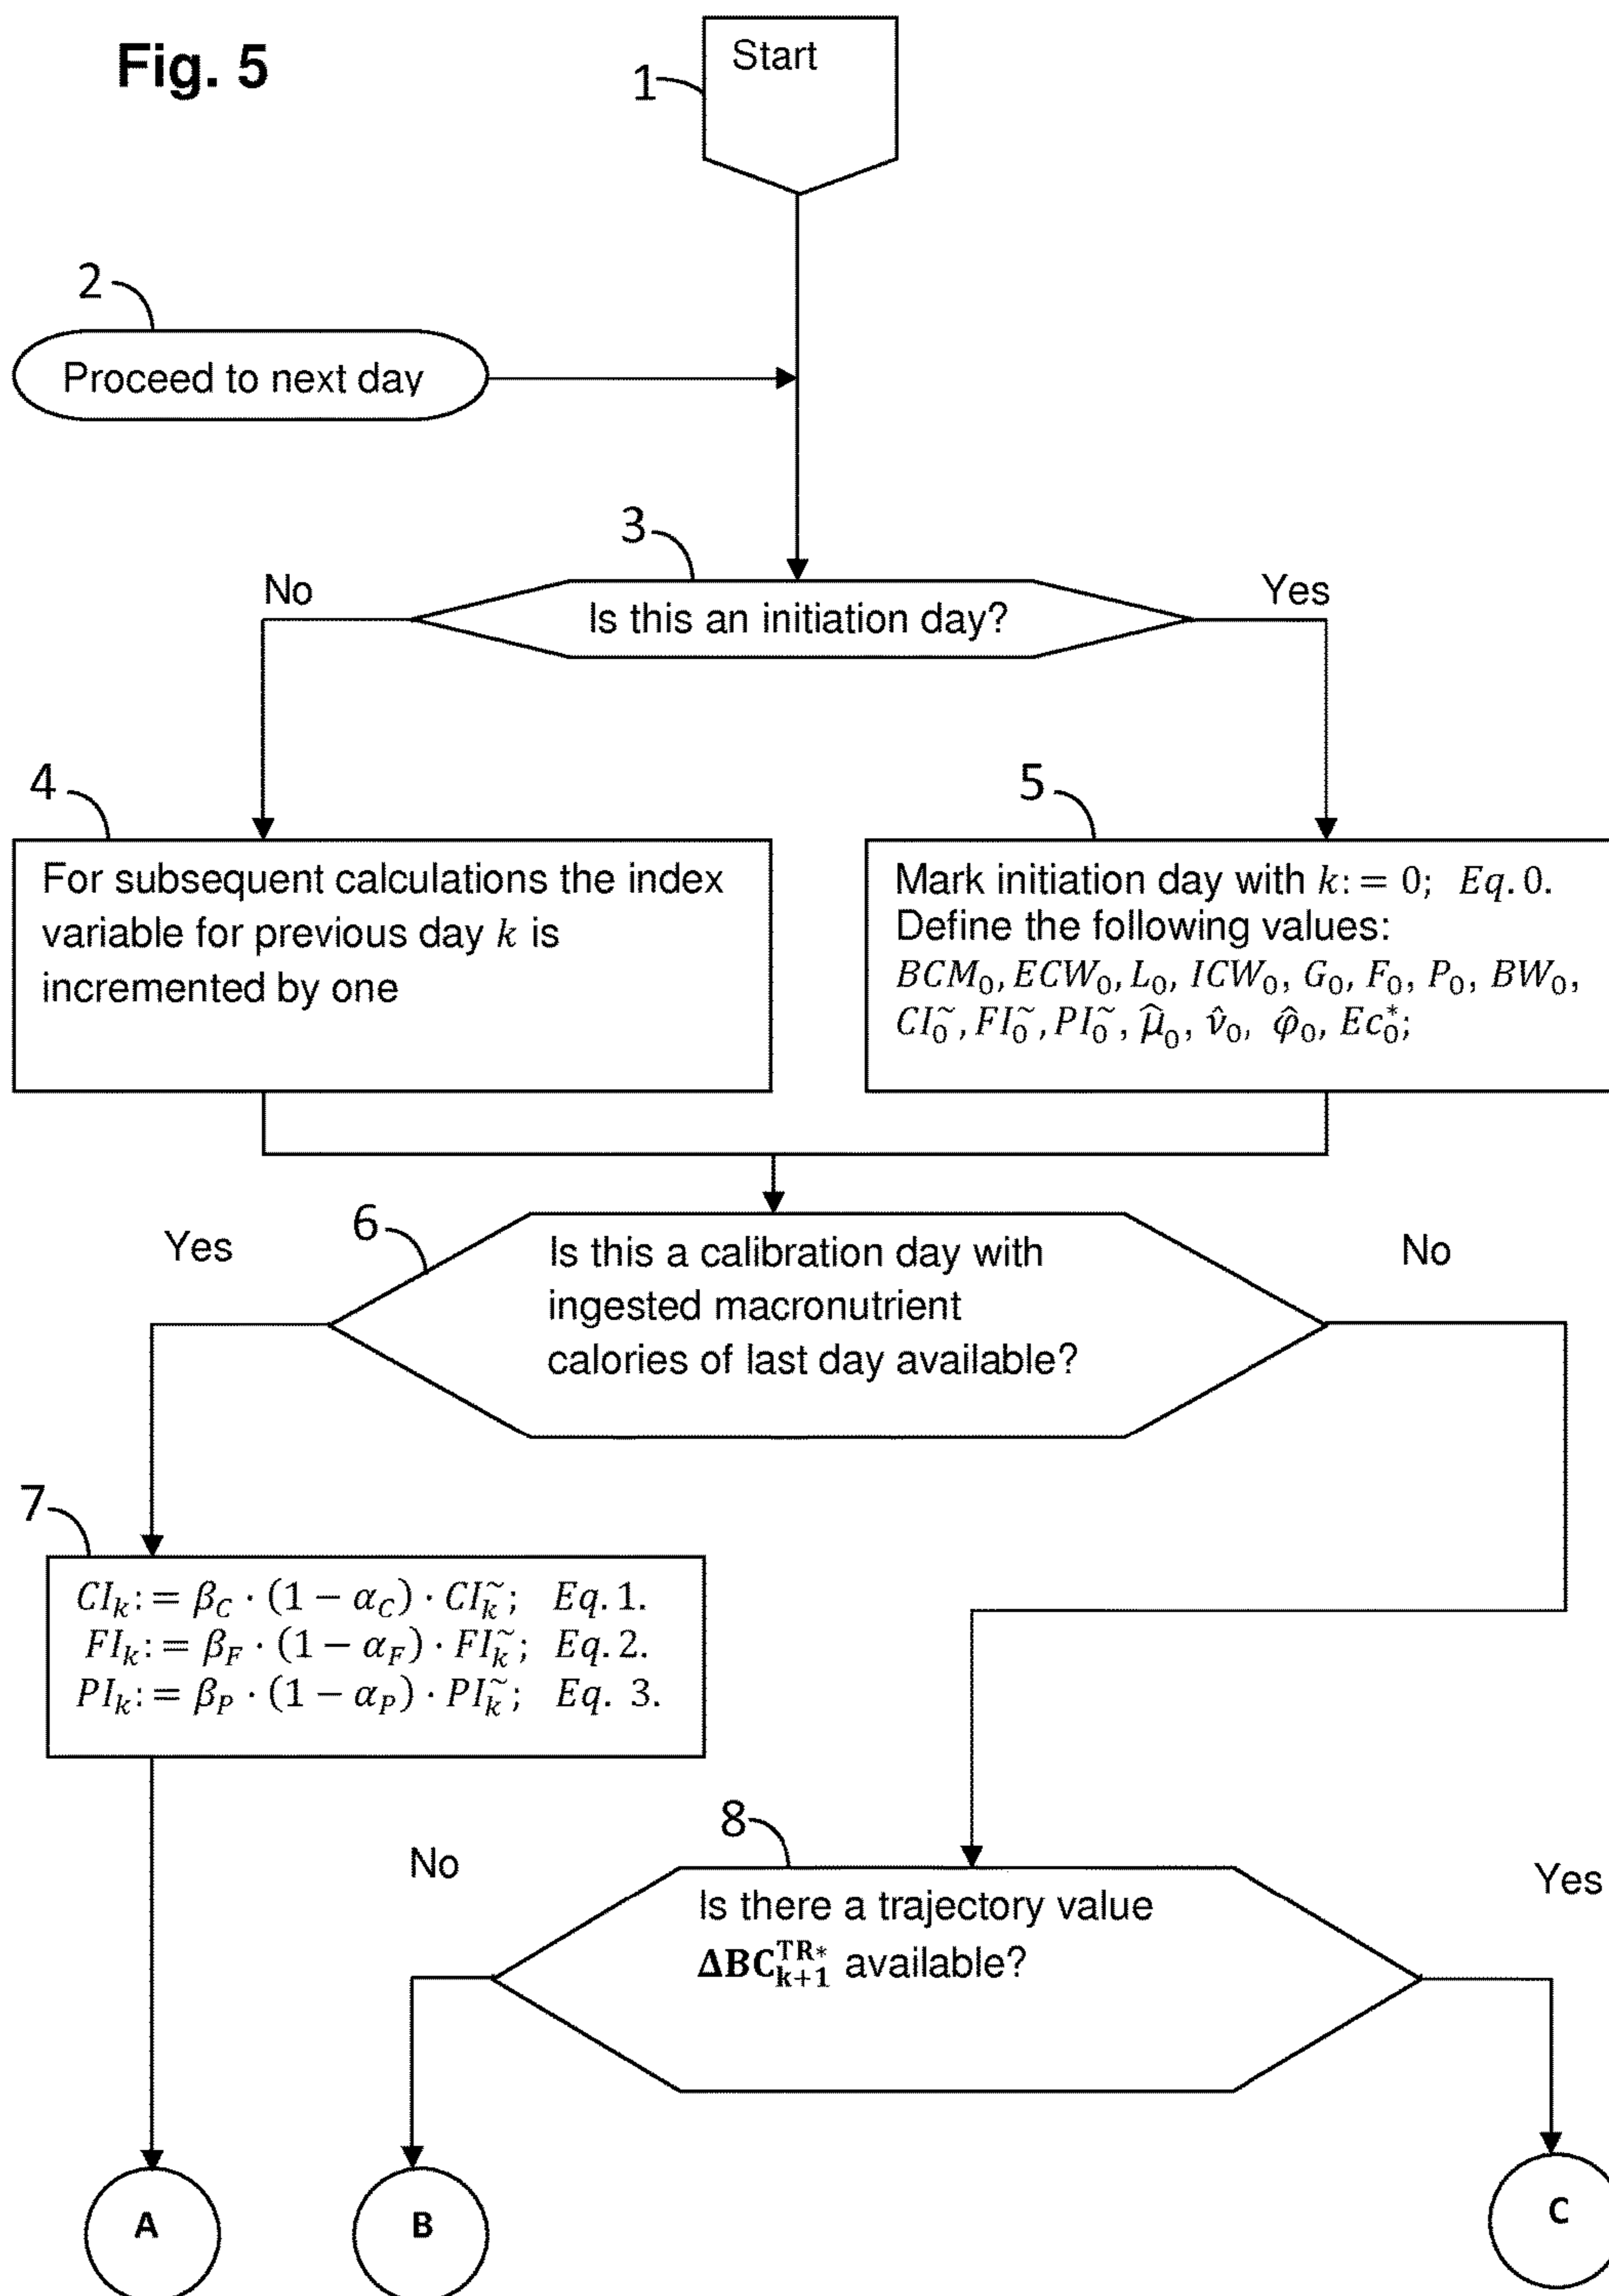 Fig. 5
Start
1
2
Proceed to next day
3
No
Yes
Is this an initiation day?
4
5
For subsequent calculations the index
variable for previous day k is
incremented by one
Mark initiation day with k: = 0; Eq. 0.
Define the following values:
BCM₀, ECW₀, L₀, ICW₀, G₀, F₀, P₀, BW₀,
CI₀~, FI₀~, PI₀~, μ̂₀, ν̂₀, φ̂₀, Ec₀*;
Yes
6
No
Is this a calibration day with
ingested macronutrient
calories of last day available?
7
CIₖ: = β_C · (1 − α_C) · CIₖ~; Eq. 1.
FIₖ: = β_F · (1 − α_F) · FIₖ~; Eq. 2.
PIₖ: = β_P · (1 − α_P) · PIₖ~; Eq. 3.
8
No
Yes
Is there a trajectory value
ΔBC_{k+1}^{TR*} available?
A
B
C